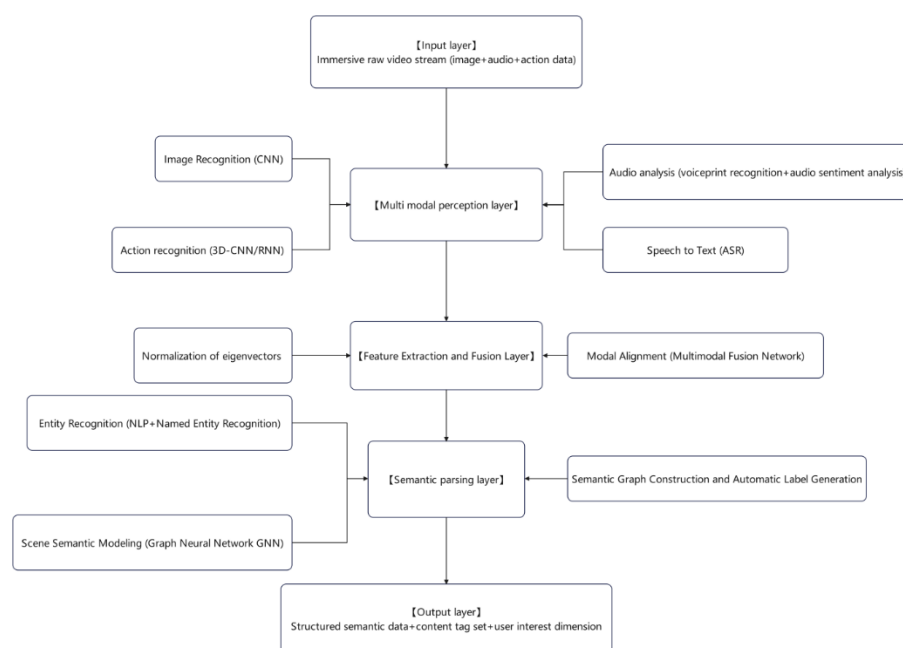 【Input layer】
Immersive raw video stream (image+audio+action data)
Image Recognition (CNN)
Audio analysis (voiceprint recognition+audio sentiment analysis
【Multi modal perception layer】
Action recognition (3D-CNN/RNN)
Speech to Text (ASR)
Normalization of eigenvectors
【Feature Extraction and Fusion Layer】
Modal Alignment (Multimodal Fusion Network)
Entity Recognition (NLP+Named Entity Recognition)
【Semantic parsing layer】
Semantic Graph Construction and Automatic Label Generation
Scene Semantic Modeling (Graph Neural Network GNN)
【Output layer】
Structured semantic data+content tag set+user interest dimension